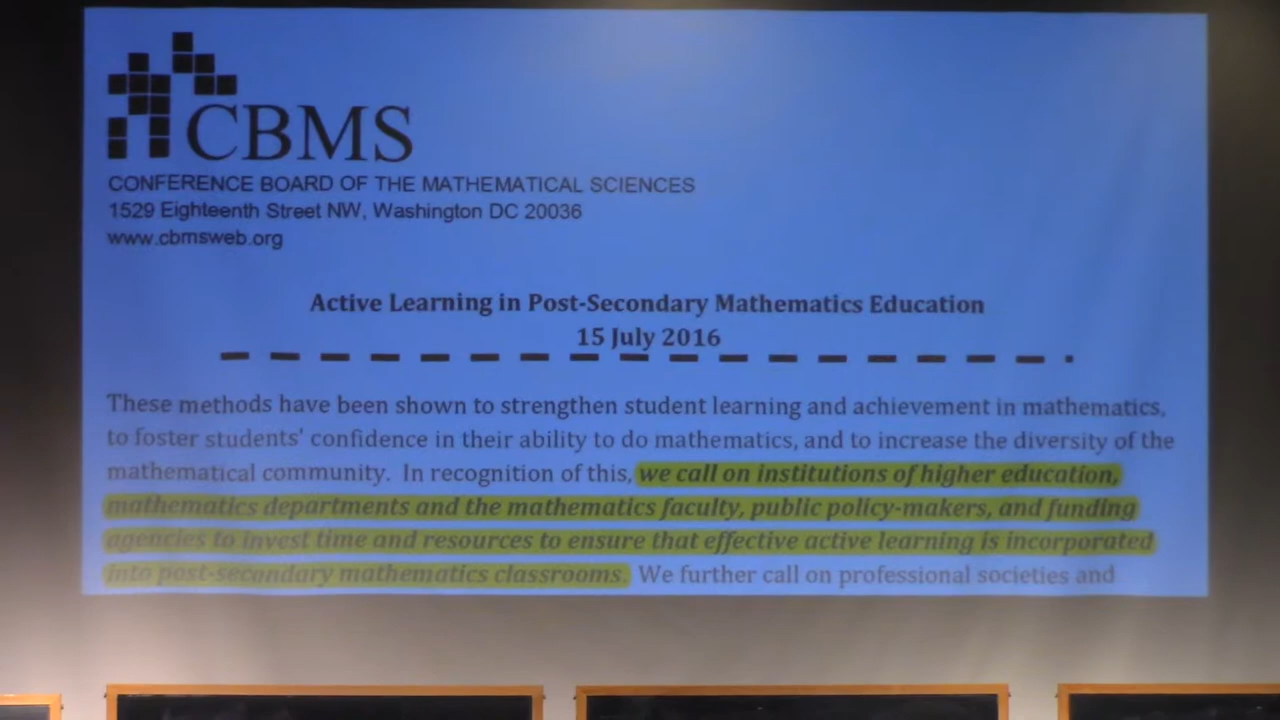 CBMS
CONFERENCE BOARD OF THE MATHEMATICAL SCIENCES
1529 Eighteenth Street NW, Washington DC 20036
www.cbmsweb.org
Active Learning in Post-Secondary Mathematics Education
15 July 2016
These methods have been shown to strengthen student learning and achievement in mathematics,
to foster students' confidence in their ability to do mathematics, and to increase the diversity of the
mathematical community. In recognition of this, we call on institutions of higher education,
mathematics departments and the mathematics faculty, public policy-makers, and funding
agencies to invest time and resources to ensure that effective active learning is incorporated
into post-secondary mathematics classrooms. We further call on professional societies and